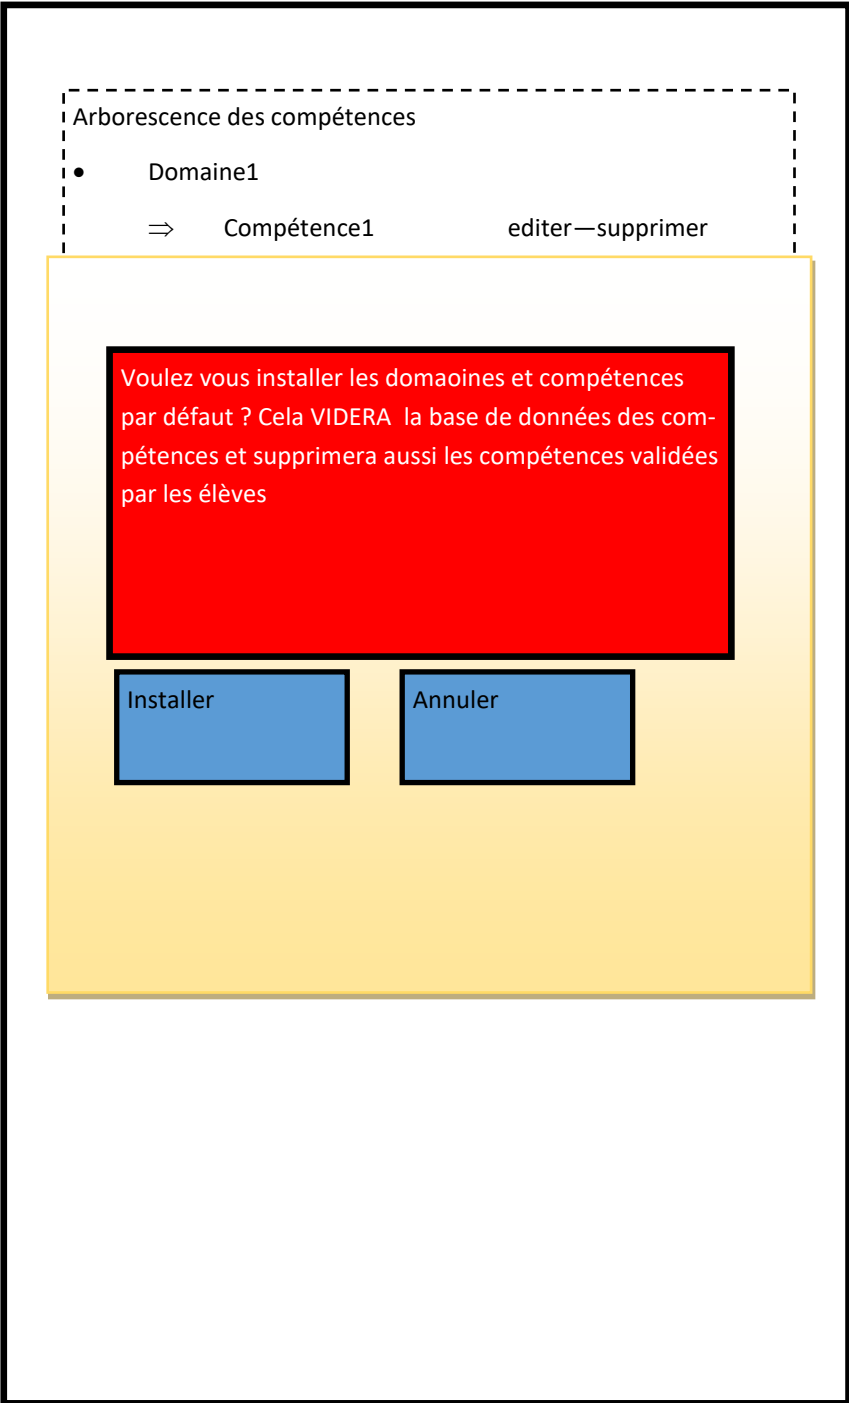 Arborescence des compétences
• Domaine1
⇒ Compétence1 editer—supprimer
Voulez vous installer les domaoines et compétences
par défaut ? Cela VIDERA  la base de données des com-
pétences et supprimera aussi les compétences validées
par les élèves
Installer Annuler